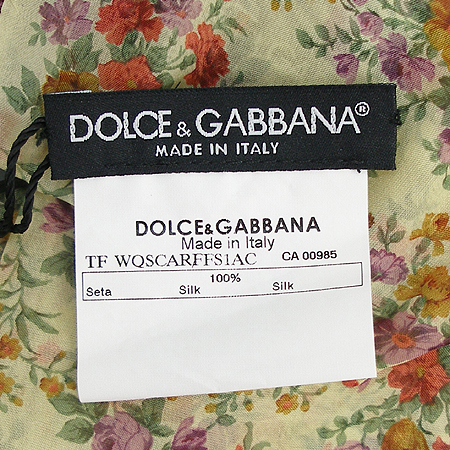 DOLCE & GABBANA®
MADE IN ITALY
DOLCE&GABBANA
Made in Italy
TF WQSCARFFS1AC CA 00985
100%
Seta Silk Silk